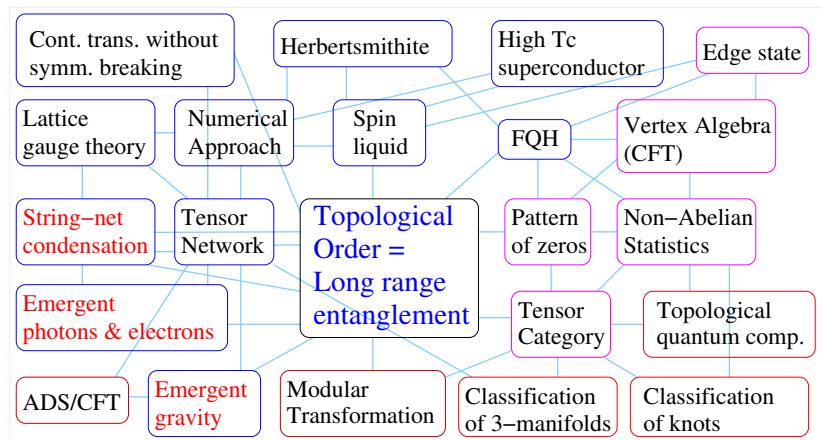 Cont. trans. without
symm. breaking
Herbertsmithite
High Tc
superconductor
Edge state
Lattice
gauge theory
Numerical
Approach
Spin
liquid
FQH
Vertex Algebra
(CFT)
String−net
condensation
Tensor
Network
Topological
Order =
Long range
entanglement
Pattern
of zeros
Non−Abelian
Statistics
Emergent
photons & electrons
Tensor
Category
Topological
quantum comp.
ADS/CFT
Emergent
gravity
Modular
Transformation
Classification
of 3−manifolds
Classification
of knots